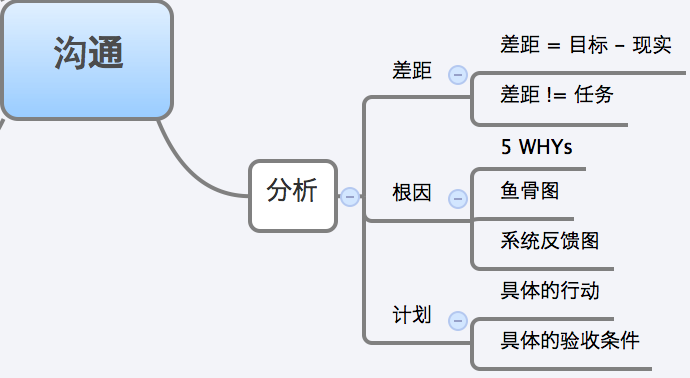 沟通
分析
差距
差距 = 目标 – 现实
差距 != 任务
根因
5 WHYs
鱼骨图
系统反馈图
计划
具体的行动
具体的验收条件